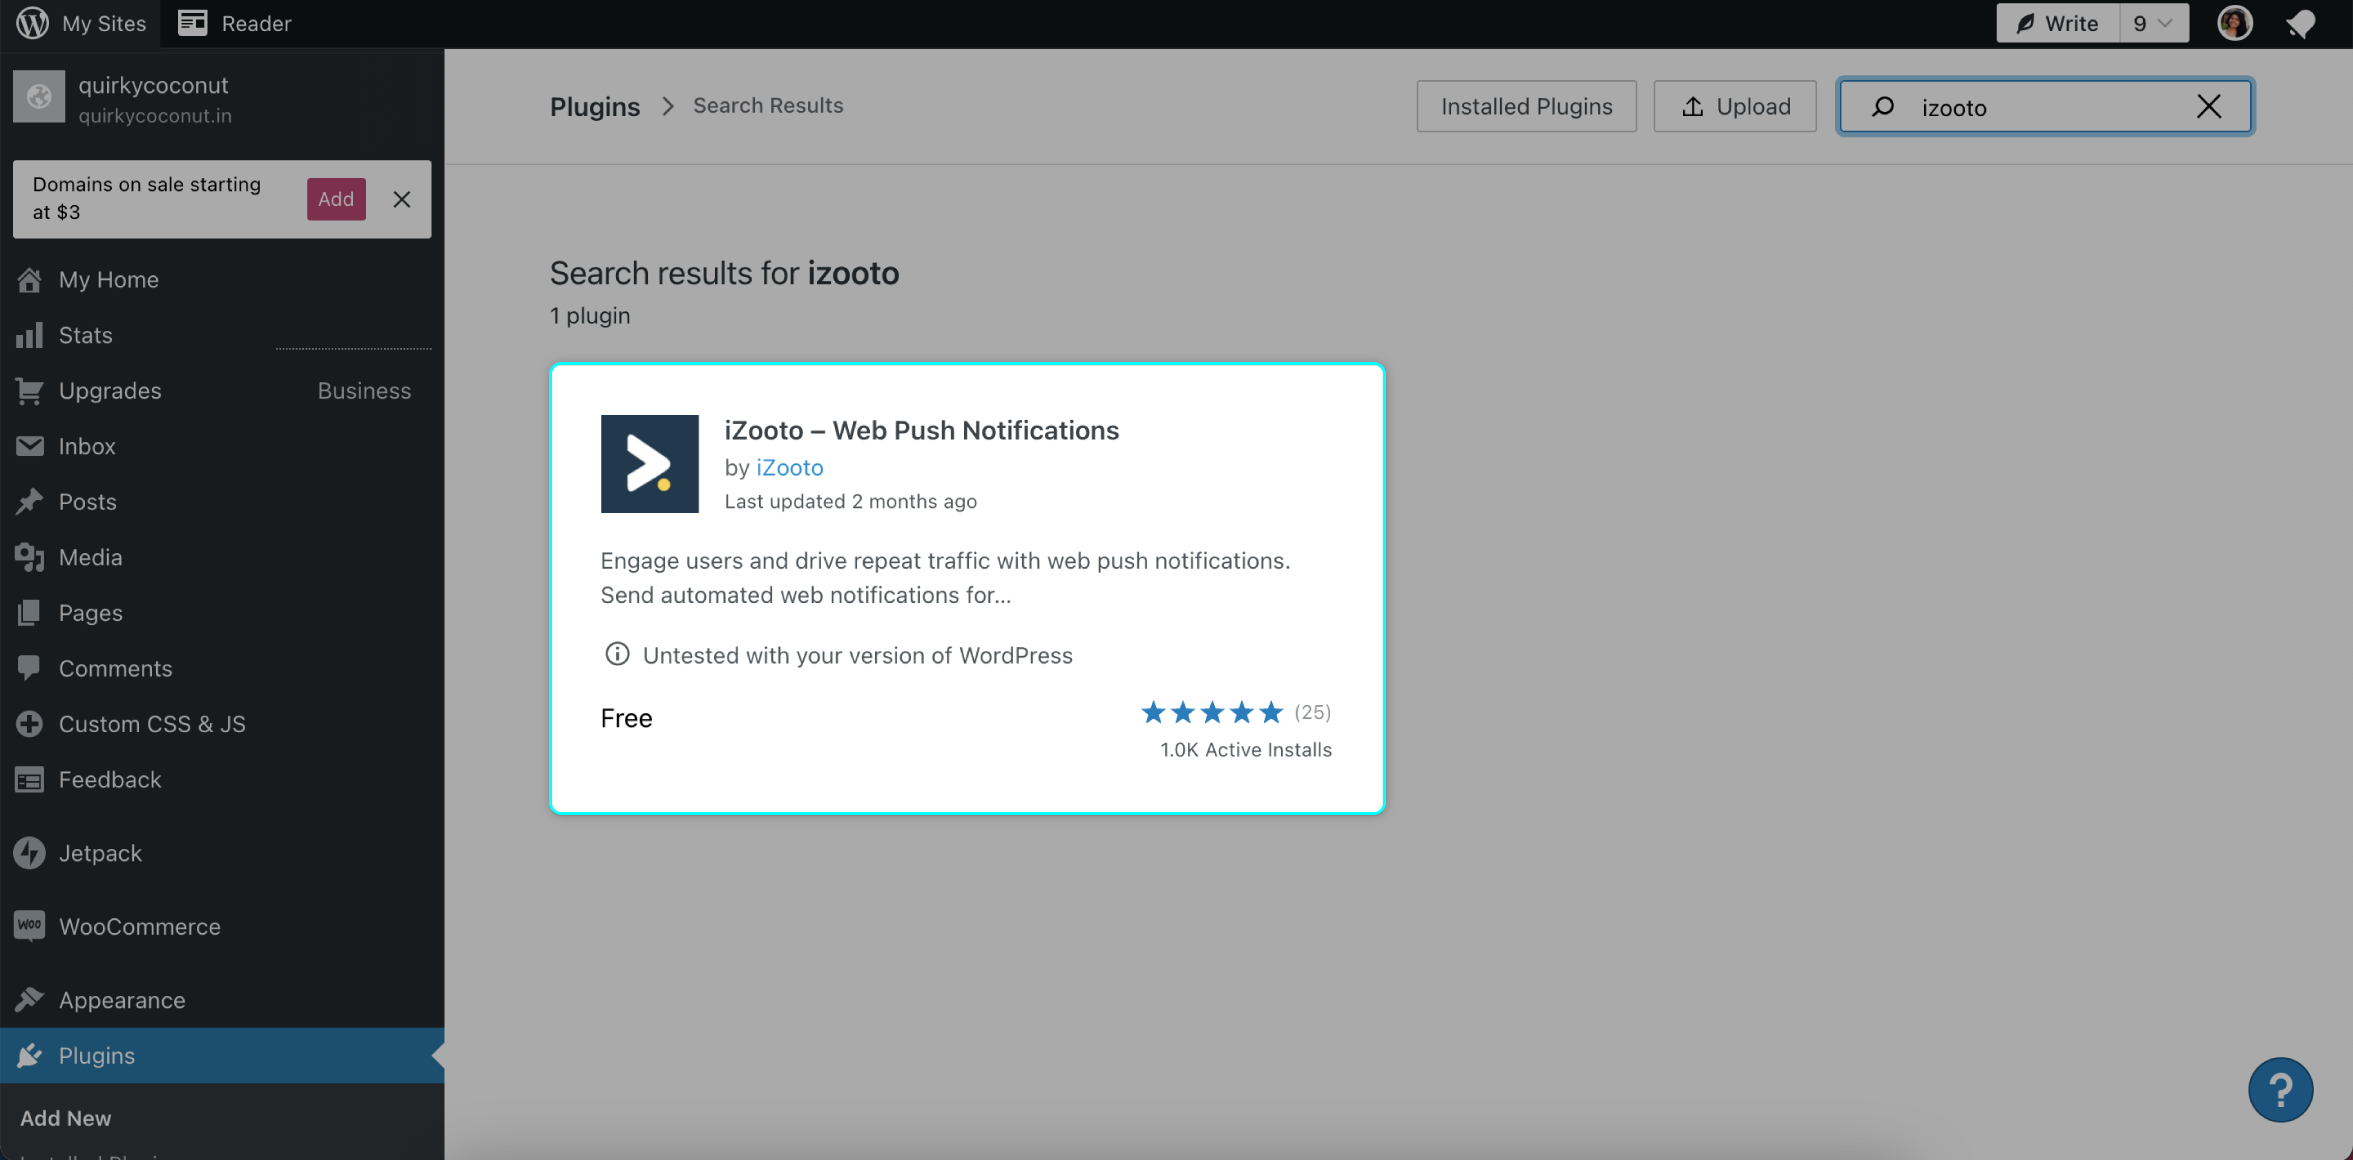 My Sites
Reader
Write
9
quirkycoconut
quirkycoconut.in
Domains on sale starting
at $3
Add
My Home
Stats
Upgrades
Business
Inbox
Posts
Media
Pages
Comments
Custom CSS & JS
Feedback
Jetpack
WOO
WooCommerce
Appearance
Plugins
Add New
Plugins
Search Results
Installed Plugins
Upload
izooto
Search results for izooto
1 plugin
iZooto – Web Push Notifications
by iZooto
Last updated 2 months ago
Engage users and drive repeat traffic with web push notifications.
Send automated web notifications for...
Untested with your version of WordPress
Free
(25)
1.0K Active Installs
?